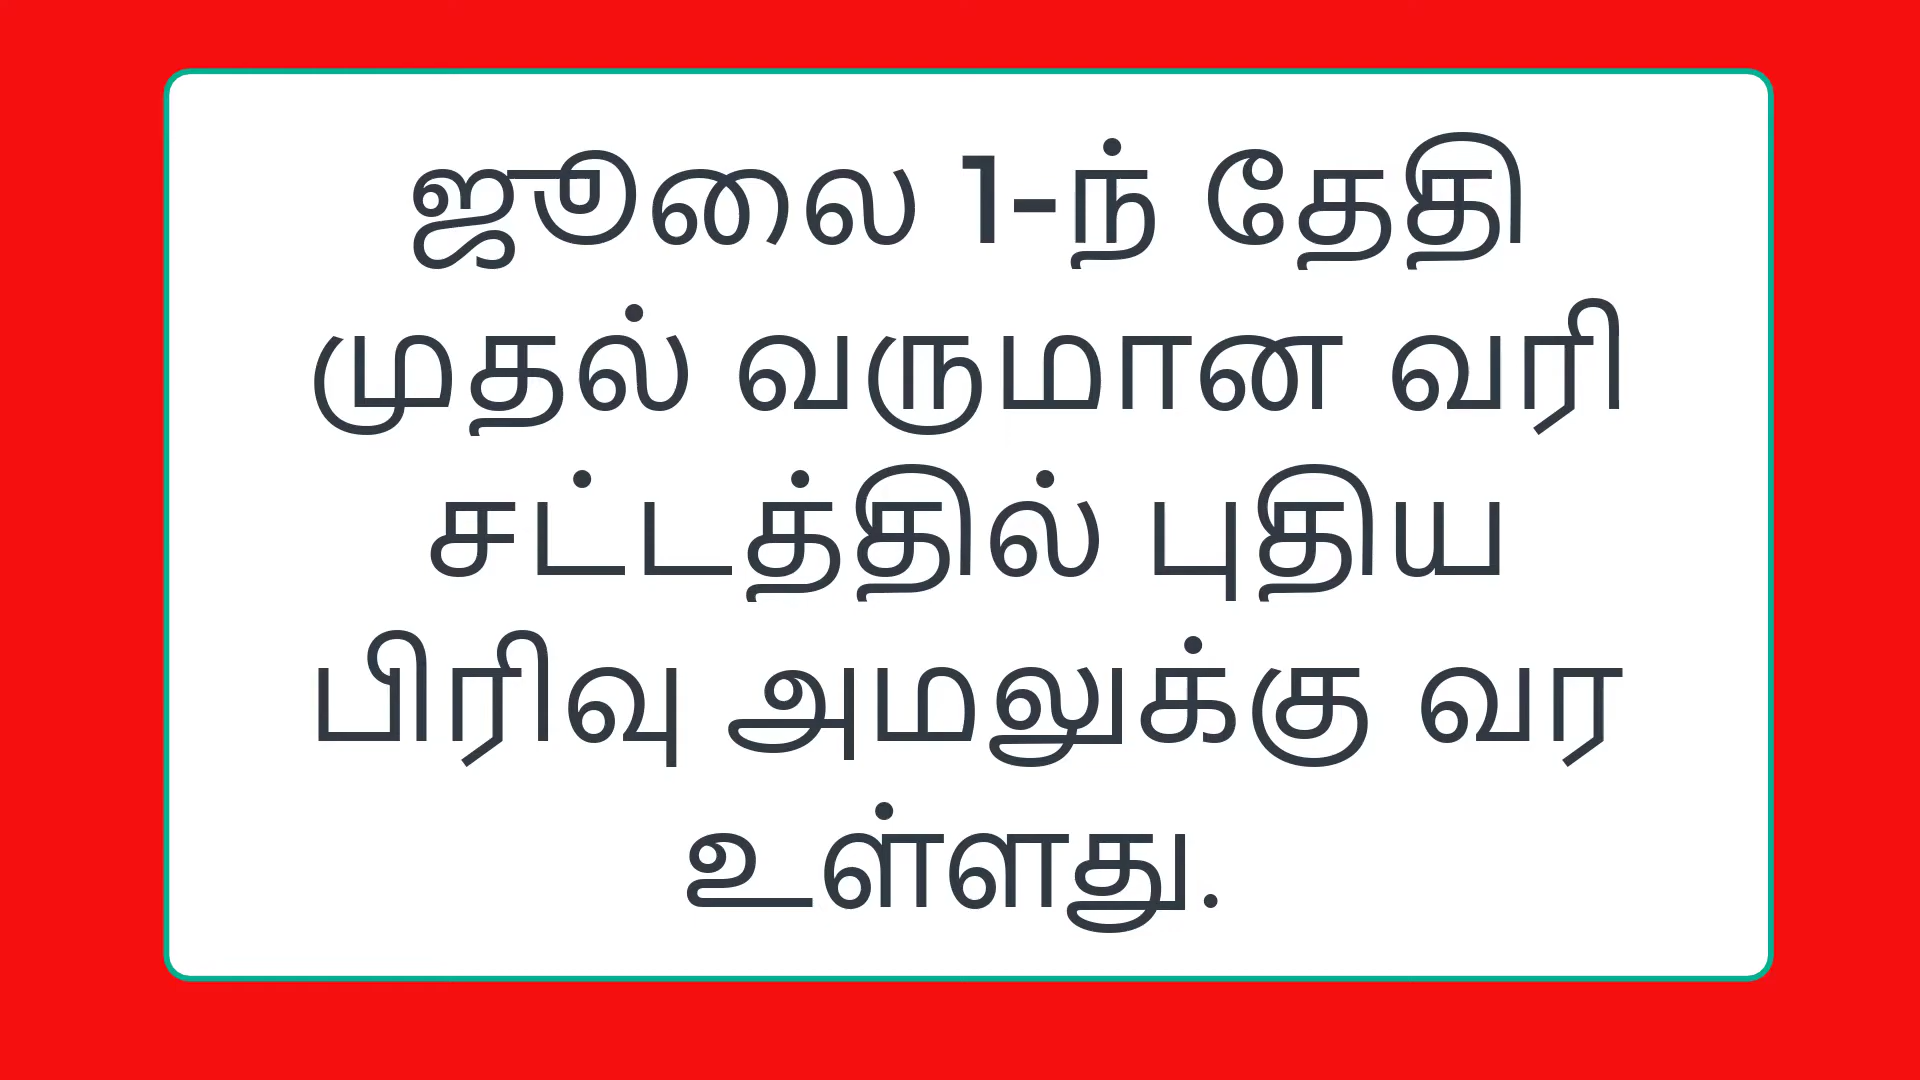 ஜூலை 1-ந் தேதி
முதல் வருமான வரி
சட்டத்தில் புதிய
பிரிவு அமலுக்கு வர
உள்ளது.